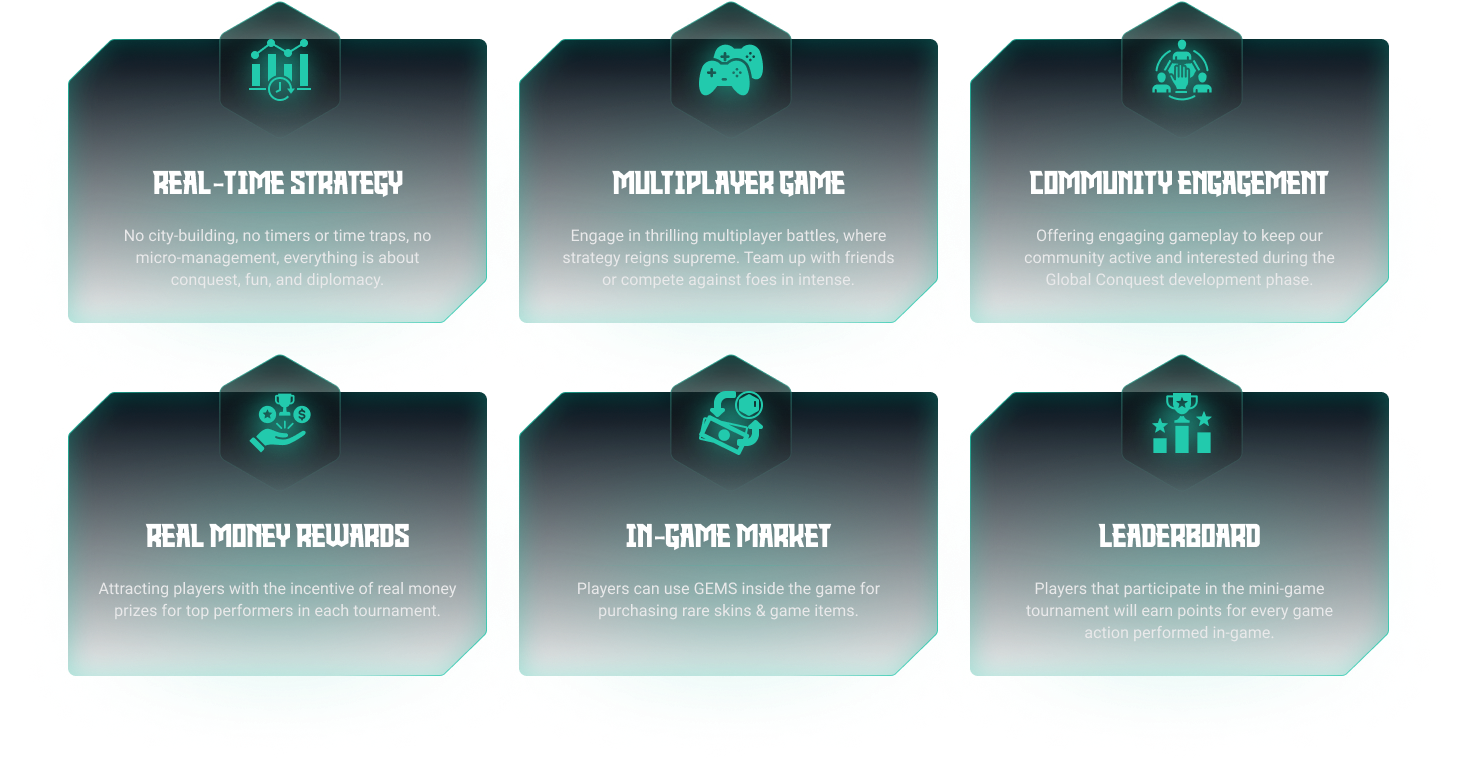 REAL-TIME STRATEGY
No city-building, no timers or time traps, no
micro-management, everything is about
conquest, fun, and diplomacy.
MULTIPLAYER GAME
Engage in thrilling multiplayer battles, where
strategy reigns supreme. Team up with friends
or compete against foes in intense.
COMMUNITY ENGAGEMENT
Offering engaging gameplay to keep our
community active and interested during the
Global Conquest development phase.
REAL MONEY REWARDS
Attracting players with the incentive of real money
prizes for top performers in each tournament.
IN-GAME MARKET
Players can use GEMS inside the game for
purchasing rare skins & game items.
LEADERBOARD
Players that participate in the mini-game
tournament will earn points for every game
action performed in-game.